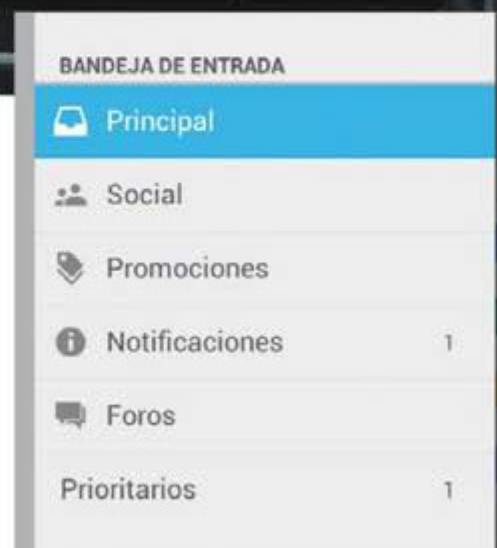 BANDEJA DE ENTRADA
Principal
Social
Promociones
Notificaciones 1
Foros
Prioritarios 1